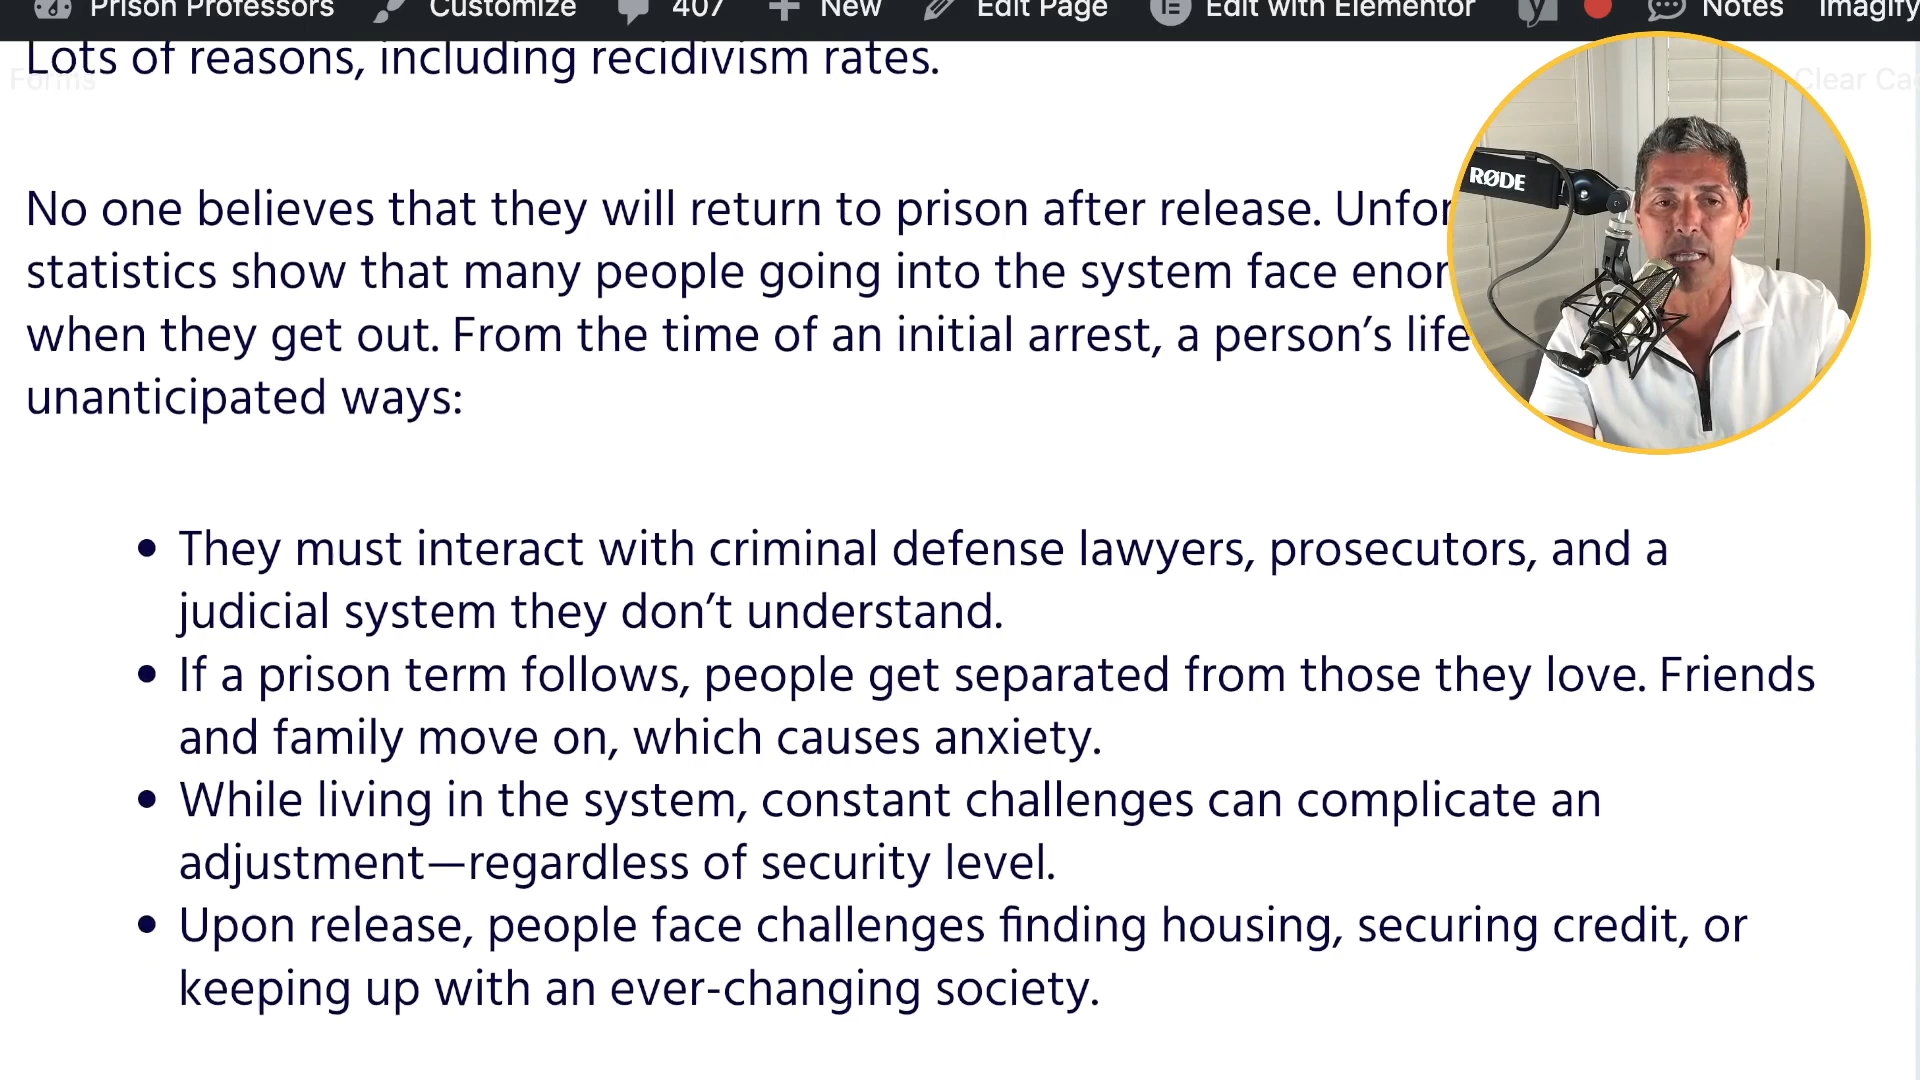 Prison Professors Customize 407 New Edit Page Edit with Elementor Notes Imagify
Lots of reasons, including recidivism rates.
Forms Clear Ca
RØDE
No one believes that they will return to prison after release. Unfor
statistics show that many people going into the system face enor
when they get out. From the time of an initial arrest, a person’s life
unanticipated ways:
• They must interact with criminal defense lawyers, prosecutors, and a
judicial system they don’t understand.
• If a prison term follows, people get separated from those they love. Friends
and family move on, which causes anxiety.
• While living in the system, constant challenges can complicate an
adjustment—regardless of security level.
• Upon release, people face challenges finding housing, securing credit, or
keeping up with an ever-changing society.